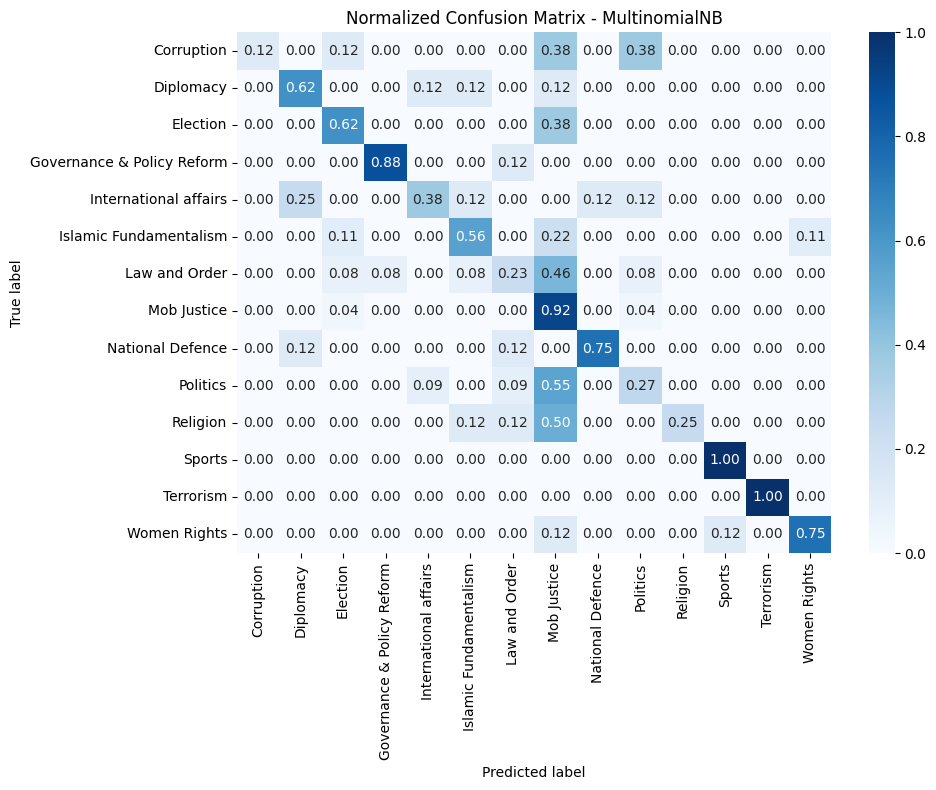 Normalized Confusion Matrix - MultinomialNB
True label
Corruption 0.12 0.00 0.12 0.00 0.00 0.00 0.00 0.38 0.00 0.38 0.00 0.00 0.00 0.00
Diplomacy 0.00 0.62 0.00 0.00 0.12 0.12 0.00 0.12 0.00 0.00 0.00 0.00 0.00 0.00
Election 0.00 0.00 0.62 0.00 0.00 0.00 0.00 0.38 0.00 0.00 0.00 0.00 0.00 0.00
Governance & Policy Reform 0.00 0.00 0.00 0.88 0.00 0.00 0.12 0.00 0.00 0.00 0.00 0.00 0.00 0.00
International affairs 0.00 0.25 0.00 0.00 0.38 0.12 0.00 0.00 0.12 0.12 0.00 0.00 0.00 0.00
Islamic Fundamentalism 0.00 0.00 0.11 0.00 0.00 0.56 0.00 0.22 0.00 0.00 0.00 0.00 0.00 0.11
Law and Order 0.00 0.00 0.08 0.08 0.00 0.08 0.23 0.46 0.00 0.08 0.00 0.00 0.00 0.00
Mob Justice 0.00 0.00 0.04 0.00 0.00 0.00 0.00 0.92 0.00 0.04 0.00 0.00 0.00 0.00
National Defence 0.00 0.12 0.00 0.00 0.00 0.00 0.12 0.00 0.75 0.00 0.00 0.00 0.00 0.00
Politics 0.00 0.00 0.00 0.00 0.09 0.00 0.09 0.55 0.00 0.27 0.00 0.00 0.00 0.00
Religion 0.00 0.00 0.00 0.00 0.00 0.12 0.12 0.50 0.00 0.00 0.25 0.00 0.00 0.00
Sports 0.00 0.00 0.00 0.00 0.00 0.00 0.00 0.00 0.00 0.00 0.00 1.00 0.00 0.00
Terrorism 0.00 0.00 0.00 0.00 0.00 0.00 0.00 0.00 0.00 0.00 0.00 0.00 1.00 0.00
Women Rights 0.00 0.00 0.00 0.00 0.00 0.00 0.00 0.12 0.00 0.00 0.00 0.12 0.00 0.75
Corruption
Diplomacy
Election
Governance & Policy Reform
International affairs
Islamic Fundamentalism
Law and Order
Mob Justice
National Defence
Politics
Religion
Sports
Terrorism
Women Rights
Predicted label
1.0
0.8
0.6
0.4
0.2
0.0